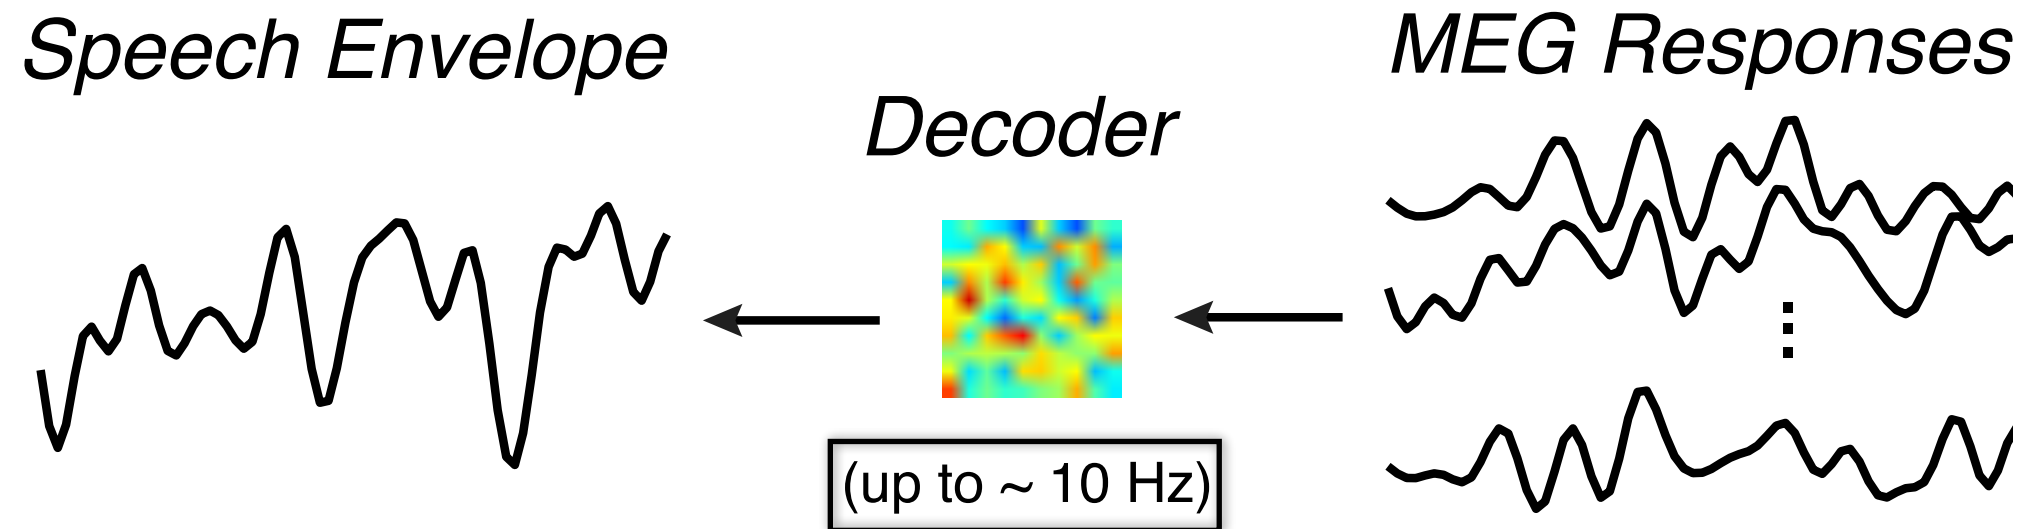 Speech Envelope
Decoder
(up to ~ 10 Hz)
MEG Responses